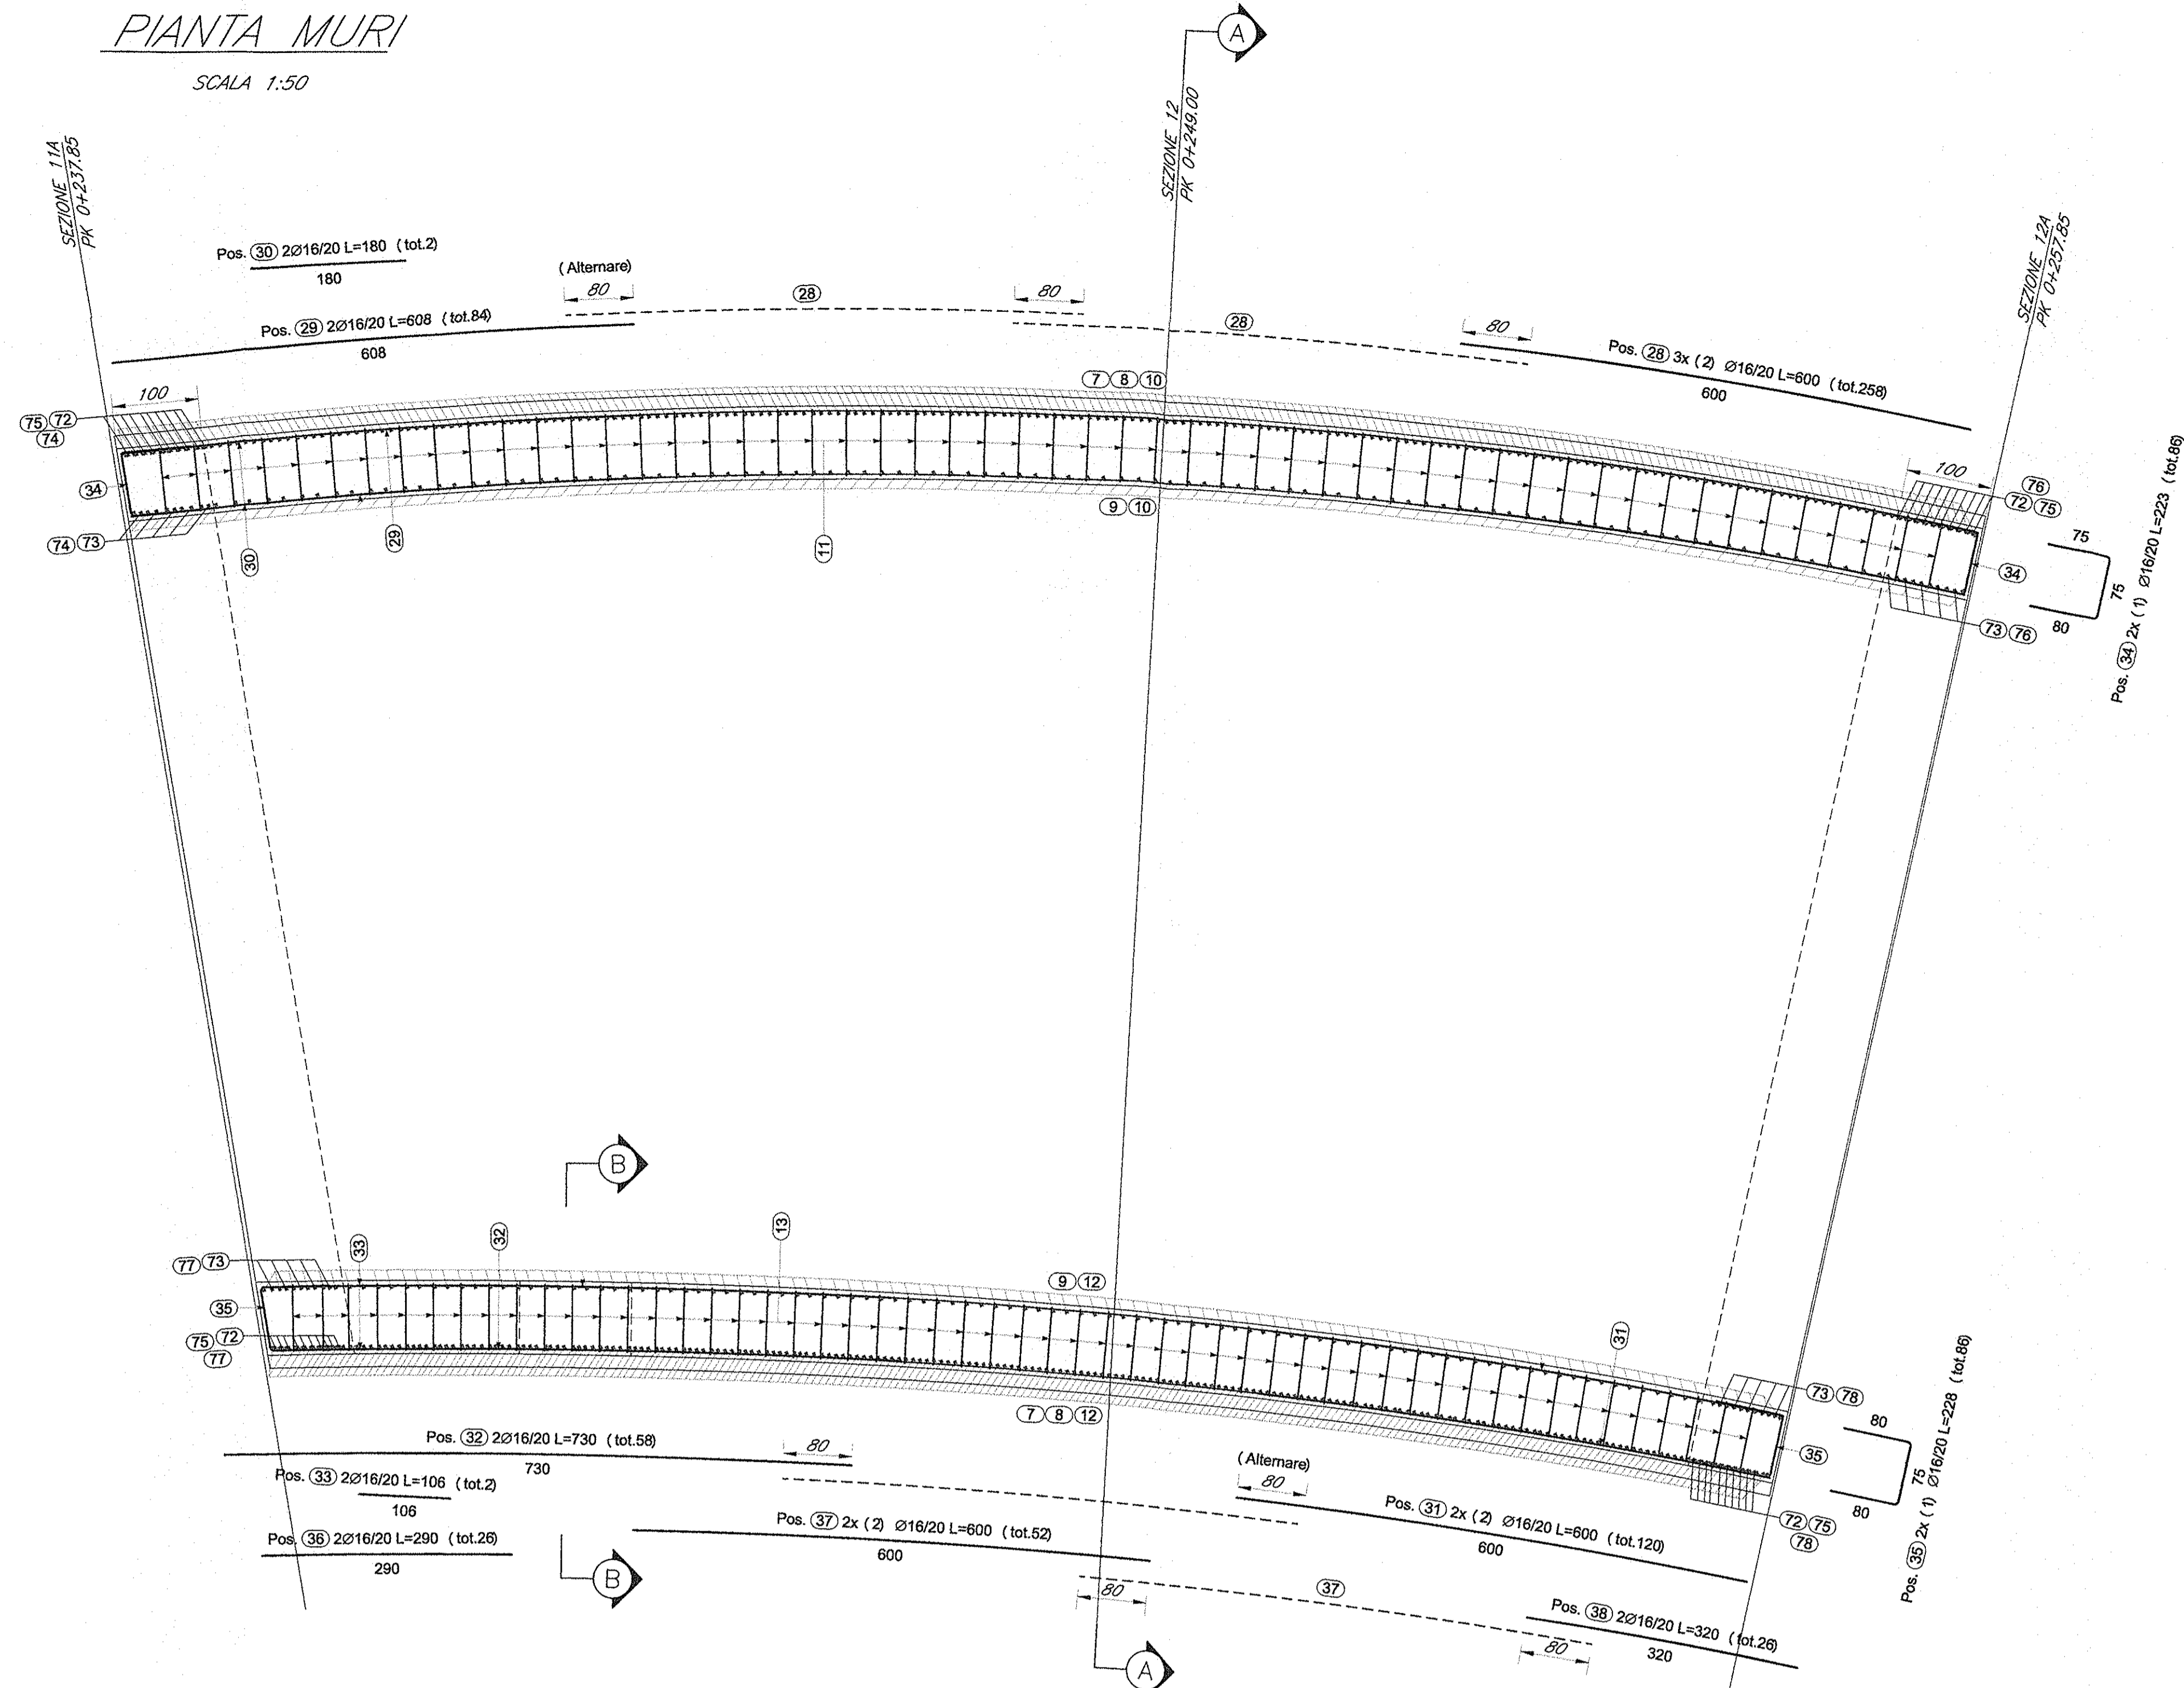 PIANTA MURI
SCALA 1:50
A
SEZIONE 11A
PK 0+237.85
SEZIONE 12
PK 0+249.00
SEZIONE 12A
PK 0+257.85
Pos. 30 2Ø16/20 L=180 (tot.2)
180
(Alternare)
80
28
80
Pos. 29 2Ø16/20 L=608 (tot.84)
608
28
80
Pos. 28 3x (2) Ø16/20 L=600 (tot.258)
600
100
7 8 10
75 72
74
34
74 73
30
29
11
9 10
100
76
72 75
34
73 76
75
75
80
Pos. 34 2x (1) Ø16/20 L=223 (tot.86)
B
77 73
33
32
13
9 12
35
75 72
77
31
73 78
35
7 8 12
72 75
78
80
75
80
Pos. 35 2x (1) Ø16/20 L=228 (tot.86)
Pos. 32 2Ø16/20 L=730 (tot.58)
730
80
Pos. 33 2Ø16/20 L=106 (tot.2)
106
(Alternare)
80
Pos. 31 2x (2) Ø16/20 L=600 (tot.120)
600
Pos. 36 2Ø16/20 L=290 (tot.26)
290
Pos. 37 2x (2) Ø16/20 L=600 (tot.52)
600
B
80
37
Pos. 38 2Ø16/20 L=320 (tot.26)
320
80
A